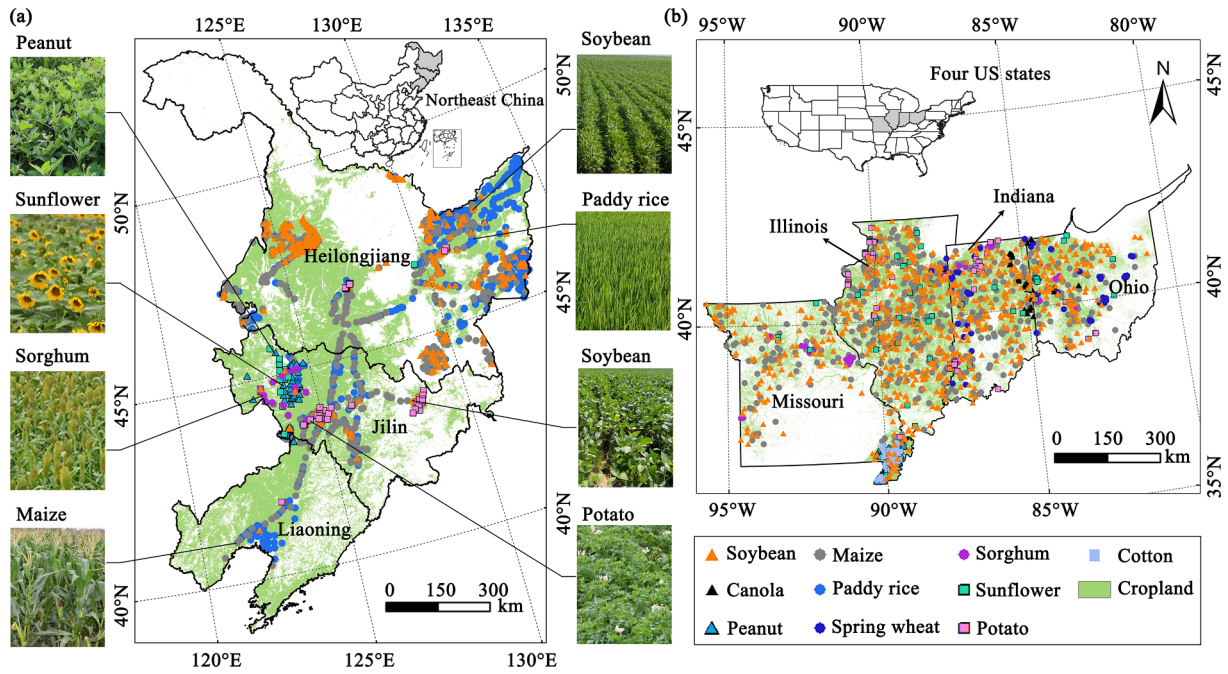 (a)
125°E
130°E
135°E
Peanut
Sunflower
Sorghum
Maize
50°N
45°N
40°N
Northeast China
Heilongjiang
Jilin
Liaoning
0 150 300
km
50°N
45°N
40°N
120°E
125°E
130°E
Soybean
Paddy rice
Soybean
Potato
(b)
95°W
90°W
85°W
80°W
Four US states
N
45°N
45°N
Illinois
Indiana
Ohio
40°N
40°N
Missouri
0 150 300
km
35°N
95°W
90°W
85°W
Soybean
Maize
Sorghum
Cotton
Canola
Paddy rice
Sunflower
Cropland
Peanut
Spring wheat
Potato